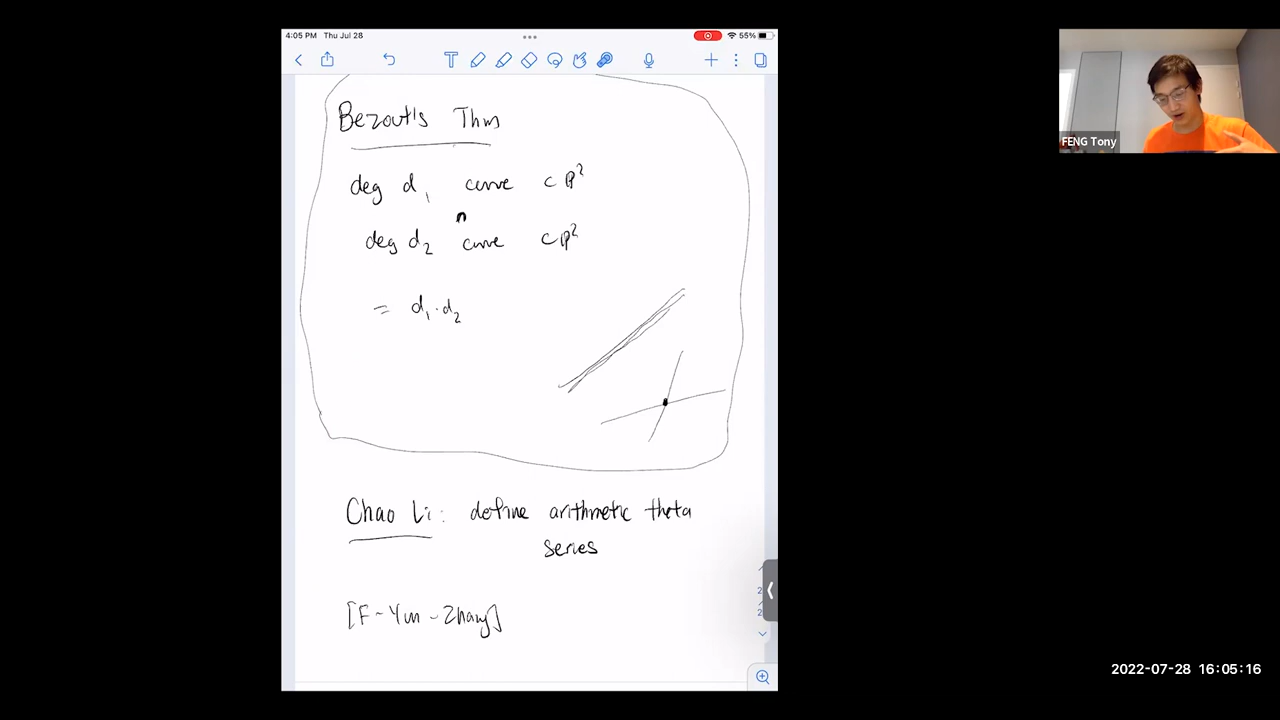 4:05 PM Thu Jul 28
55%
Bezout's Thm
deg d₁ curve ⊂ ℙ²
∩
deg d₂ curve ⊂ ℙ²
= d₁·d₂
Chao Li: define arithmetic theta
series
[F-Yun-Zhang]
FENG Tony
2022-07-28 16:05:16